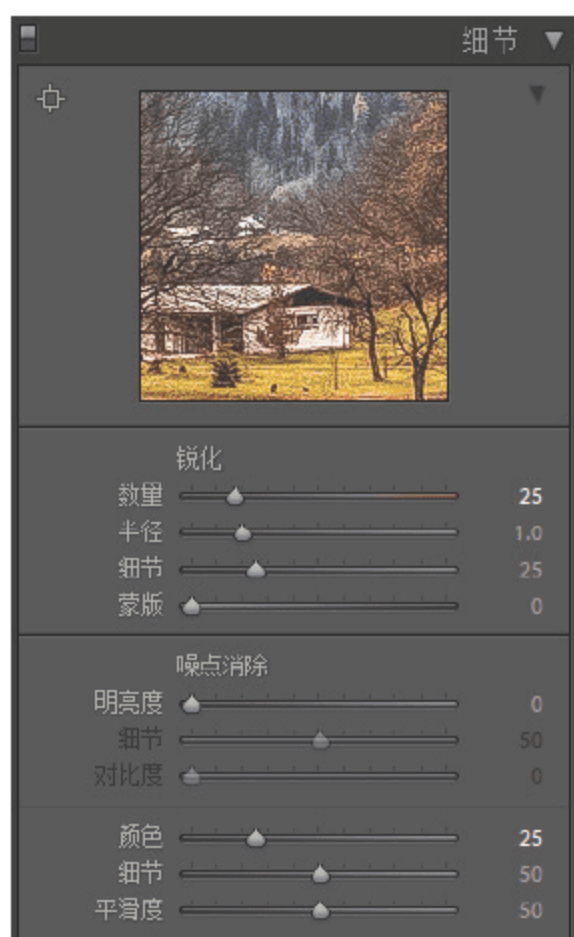 细节
锐化
数量 25
半径 1.0
细节 25
蒙版 0
噪点消除
明亮度 0
细节 50
对比度 0
颜色 25
细节 50
平滑度 50